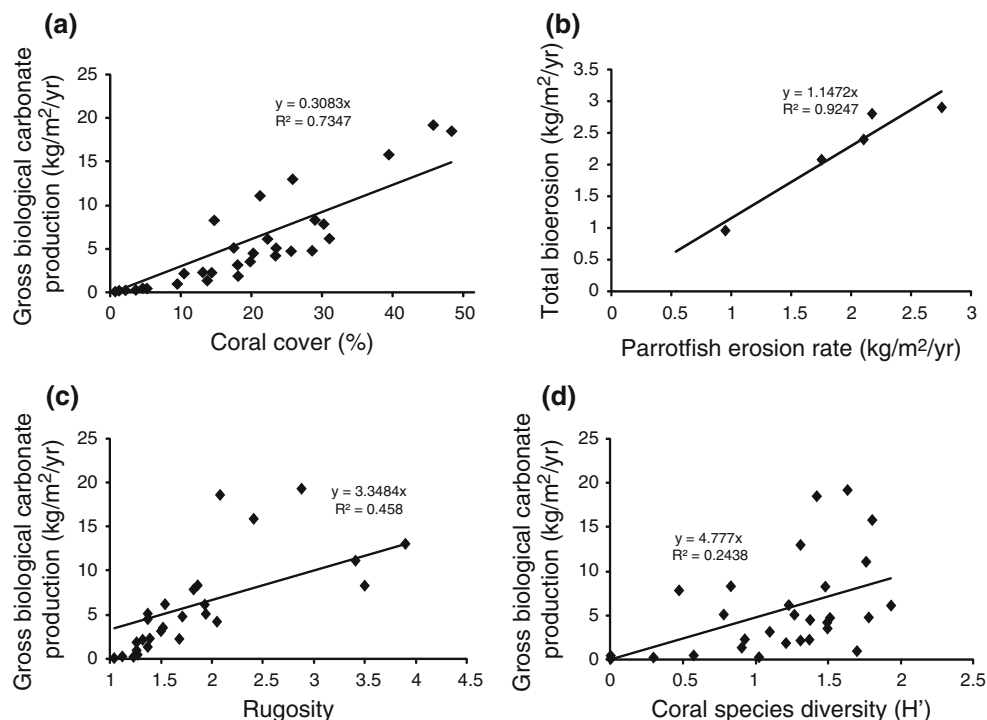 (a)
Gross biological carbonate
production (kg/m²/yr)
25
20
15
10
5
0
y = 0.3083x
R² = 0.7347
0
10
20
30
40
50
Coral cover (%)
(b)
Total bioerosion (kg/m²/yr)
3.5
3
2.5
2
1.5
1
0.5
0
y = 1.1472x
R² = 0.9247
0
0.5
1
1.5
2
2.5
3
Parrotfish erosion rate (kg/m²/yr)
(c)
Gross biological carbonate
production (kg/m²/yr)
25
20
15
10
5
0
y = 3.3484x
R² = 0.458
1
1.5
2
2.5
3
3.5
4
4.5
Rugosity
(d)
Gross biological carbonate
production (kg/m²/yr)
25
20
15
10
5
0
y = 4.777x
R² = 0.2438
0
0.5
1
1.5
2
2.5
Coral species diversity (H')